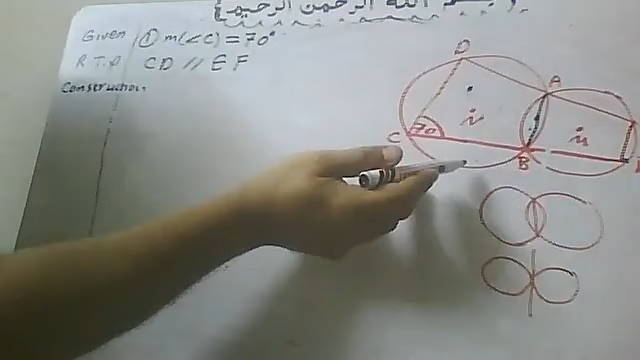 بسم الله الرحمن الرحيم
Given ① m(<C) = 70°
R.T.P CD // EF
Construction:
D
A
C 70
B